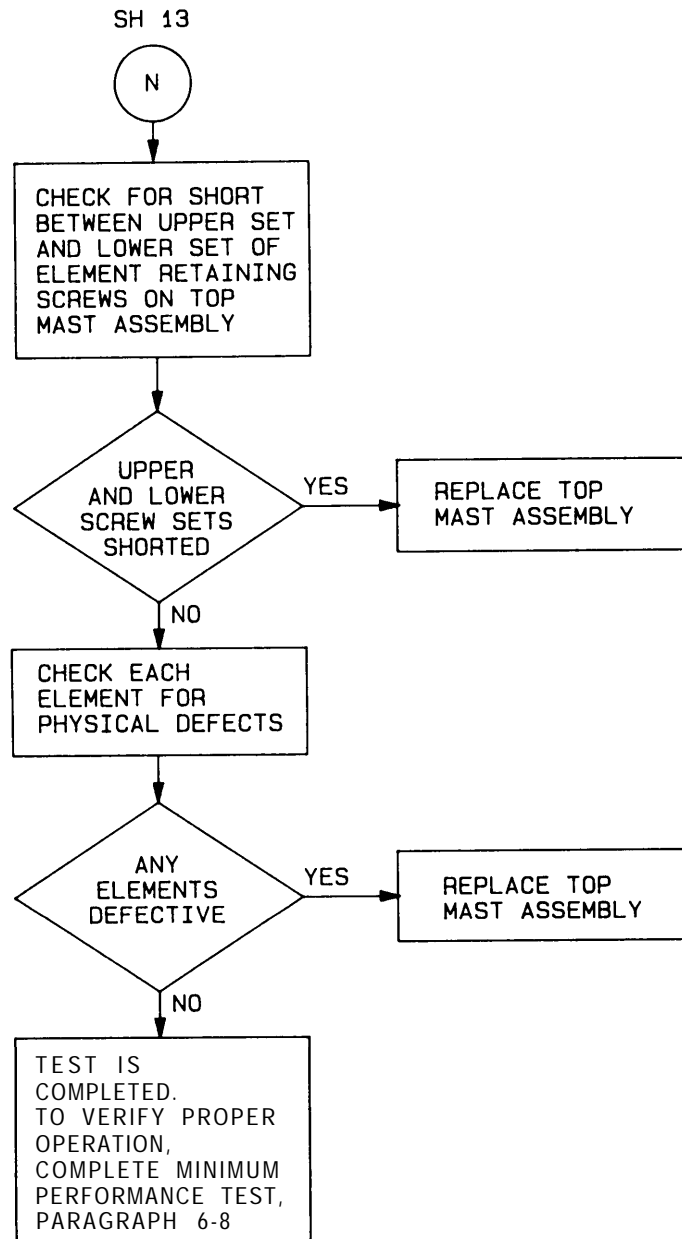 SH 13
N
CHECK FOR SHORT
BETWEEN UPPER SET
AND LOWER SET OF
ELEMENT RETAINING
SCREWS ON TOP
MAST ASSEMBLY
UPPER
AND LOWER
SCREW SETS
SHORTED
YES
REPLACE TOP
MAST ASSEMBLY
NO
CHECK EACH
ELEMENT FOR
PHYSICAL DEFECTS
ANY
ELEMENTS
DEFECTIVE
YES
REPLACE TOP
MAST ASSEMBLY
NO
TEST IS
COMPLETED.
TO VERIFY PROPER
OPERATION,
COMPLETE MINIMUM
PERFORMANCE TEST,
PARAGRAPH 6-8